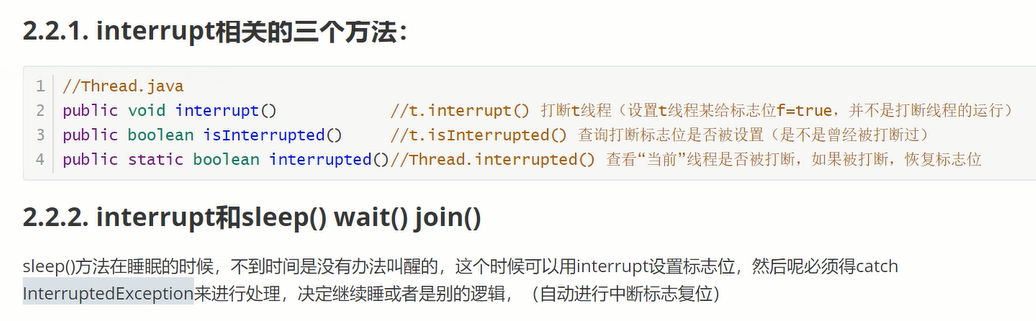 2.2.1. interrupt相关的三个方法：
1 //Thread.java
2 public void interrupt() //t.interrupt() 打断t线程（设置t线程某给标志位f=true，并不是打断线程的运行）
3 public boolean isInterrupted() //t.isInterrupted() 查询打断标志位是否被设置（是不是曾经被打断过）
4 public static boolean interrupted()//Thread.interrupted() 查看“当前”线程是否被打断，如果被打断，恢复标志位
2.2.2. interrupt和sleep() wait() join()
sleep()方法在睡眠的时候，不到时间是没有办法叫醒的，这个时候可以用interrupt设置标志位，然后呢必须得catch
InterruptedException来进行处理，决定继续睡或者是别的逻辑，（自动进行中断标志复位）